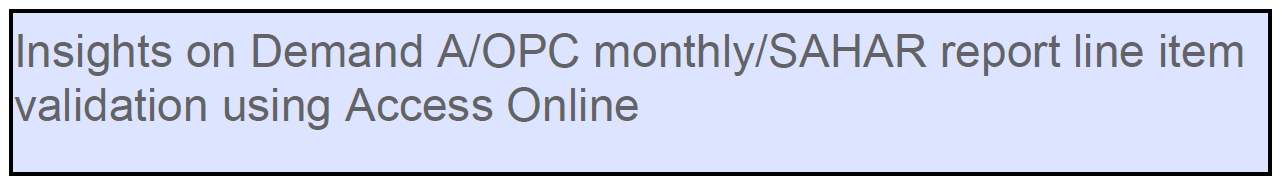 Insights on Demand A/OPC monthly/SAHAR report line item
validation using Access Online